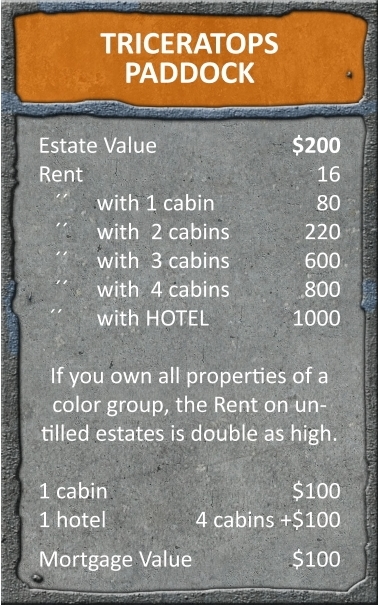 TRICERATOPS
PADDOCK
Estate Value $200
Rent 16
´´ with 1 cabin 80
´´ with 2 cabins 220
´´ with 3 cabins 600
´´ with 4 cabins 800
´´ with HOTEL 1000
If you own all properties of a
color group, the Rent on un-
tilled estates is double as high.
1 cabin $100
1 hotel 4 cabins +$100
Mortgage Value $100